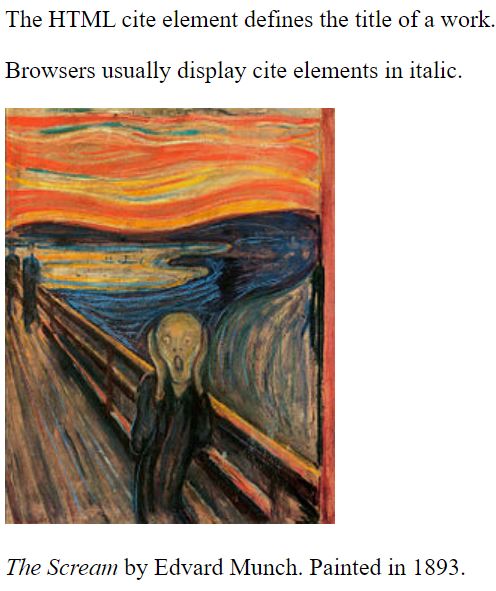 The HTML cite element defines the title of a work.
Browsers usually display cite elements in italic.
The Scream by Edvard Munch. Painted in 1893.